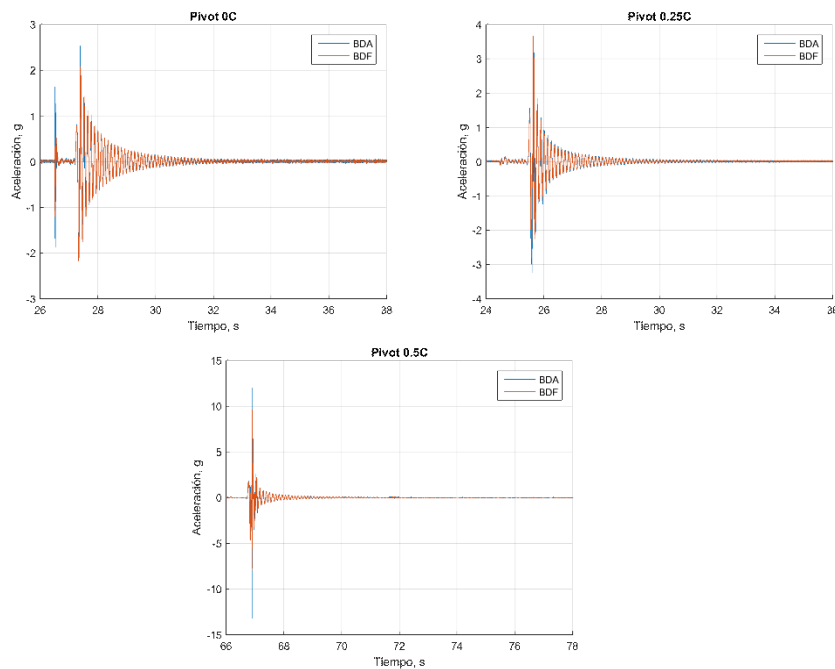 Pivot 0C
BDA
BDF
3
2
1
0
-1
-2
-3
Aceleración, g
26 28 30 32 34 36 38
Tiempo, s
Pivot 0.25C
BDA
BDF
4
3
2
1
0
-1
-2
-3
-4
Aceleración, g
24 26 28 30 32 34 36
Tiempo, s
Pivot 0.5C
BDA
BDF
15
10
5
0
-5
-10
-15
Aceleración, g
66 68 70 72 74 76 78
Tiempo, s